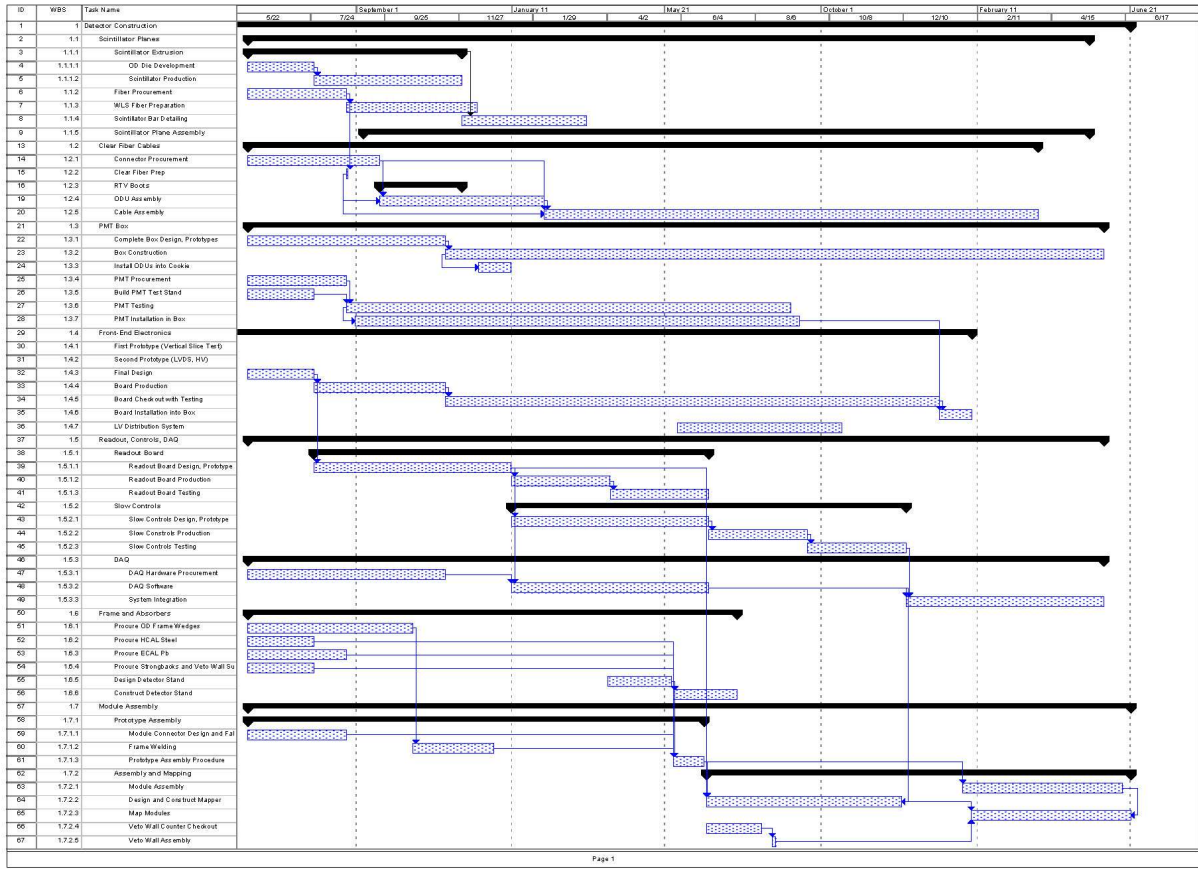 ID WBS Task Name September 1 January 11 May 21 October 1 February 11 June 21
5/22 7/24 9/25 11/27 1/29 4/2 6/4 8/6 10/8 12/10 2/11 4/15 6/17
1 1 Detector Construction
2 1.1 Scintillator Planes
3 1.1.1 Scintillator Extrusion
4 1.1.1.1 OD Die Development
5 1.1.1.2 Scintillator Production
6 1.1.2 Fiber Procurement
7 1.1.3 WLS Fiber Preparation
8 1.1.4 Scintillator Bar Detailing
9 1.1.5 Scintillator Plane Assembly
13 1.2 Clear Fiber Cables
14 1.2.1 Connector Procurement
15 1.2.2 Clear Fiber Prep
16 1.2.3 RTV Boots
19 1.2.4 ODU Assembly
20 1.2.5 Cable Assembly
21 1.3 PMT Box
22 1.3.1 Complete Box Design, Prototypes
23 1.3.2 Box Construction
24 1.3.3 Install ODUs into Cookie
25 1.3.4 PMT Procurement
26 1.3.5 Build PMT Test Stand
27 1.3.6 PMT Testing
28 1.3.7 PMT Installation in Box
29 1.4 Front-End Electronics
30 1.4.1 First Prototype (Vertical Slice Test)
31 1.4.2 Second Prototype (LVDS, HV)
32 1.4.3 Final Design
33 1.4.4 Board Production
34 1.4.5 Board Checkout with Testing
35 1.4.6 Board Installation into Box
36 1.4.7 LV Distribution System
37 1.5 Readout, Controls, DAQ
38 1.5.1 Readout Board
39 1.5.1.1 Readout Board Design, Prototype
40 1.5.1.2 Readout Board Production
41 1.5.1.3 Readout Board Testing
42 1.5.2 Slow Controls
43 1.5.2.1 Slow Controls Design, Prototype
44 1.5.2.2 Slow Constrols Production
45 1.5.2.3 Slow Controls Testing
46 1.5.3 DAQ
47 1.5.3.1 DAQ Hardware Procurement
48 1.5.3.2 DAQ Software
49 1.5.3.3 System Integration
50 1.6 Frame and Absorbers
51 1.6.1 Procure OD Frame Wedges
52 1.6.2 Procure HCAL Steel
53 1.6.3 Procure ECAL Pb
54 1.6.4 Procure Strongbacks and Veto Wall Su
55 1.6.5 Design Detector Stand
56 1.6.6 Construct Detector Stand
57 1.7 Module Assembly
58 1.7.1 Prototype Assembly
59 1.7.1.1 Module Connector Design and Fal
60 1.7.1.2 Frame Welding
61 1.7.1.3 Prototype Assembly Procedure
62 1.7.2 Assembly and Mapping
63 1.7.2.1 Module Assembly
64 1.7.2.2 Design and Construct Mapper
65 1.7.2.3 Map Modules
66 1.7.2.4 Veto Wall Counter Checkout
67 1.7.2.5 Veto Wall Assembly
Page 1